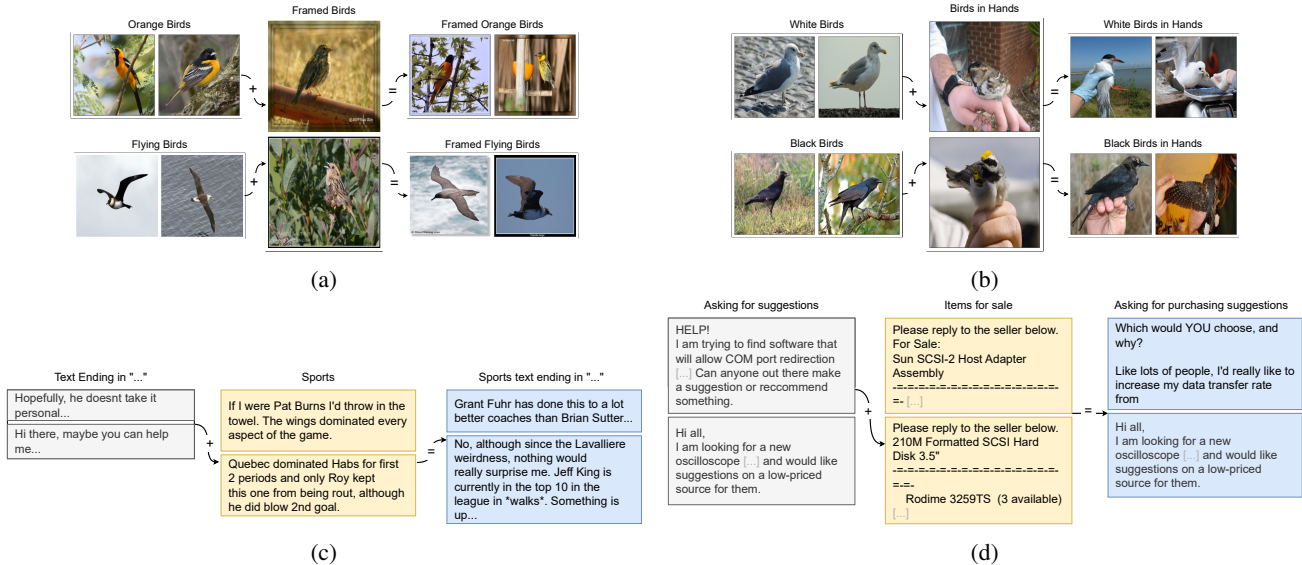 Orange Birds
Framed Birds
Framed Orange Birds
+
=
Flying Birds
Framed Flying Birds
+
=
(a)
White Birds
Birds in Hands
White Birds in Hands
+
=
Black Birds
Black Birds in Hands
+
=
(b)
Text Ending in "..."
Sports
Sports text ending in "..."
Hopefully, he doesnt take it
personal...
Hi there, maybe you can help
me...
+
If I were Pat Burns I'd throw in the
towel. The wings dominated every
aspect of the game.
Quebec dominated Habs for first
2 periods and only Roy kept
this one from being rout, although
he did blow 2nd goal.
=
Grant Fuhr has done this to a lot
better coaches than Brian Sutter...
No, although since the Lavalliere
weirdness, nothing would
really surprise me. Jeff King is
currently in the top 10 in the
league in *walks*. Something is
up...
(c)
Asking for suggestions
Items for sale
Asking for purchasing suggestions
HELP!
I am trying to find software that
will allow COM port redirection
[...] Can anyone out there make
a suggestion or reccommend
something.
Hi all,
I am looking for a new
oscilloscope [...] and would like
suggestions on a low-priced
source for them.
+
Please reply to the seller below.
For Sale:
Sun SCSI-2 Host Adapter
Assembly
-=-=-=-=-=-=-=-=-=-=-=-=-=-=-
=- [...]
Please reply to the seller below.
210M Formatted SCSI Hard
Disk 3.5"
-=-=-=-=-=-=-=-=-=-=-=-=-=-=-
=-=-
Rodime 3259TS (3 available)
[...]
=
Which would YOU choose, and
why?
Like lots of people, I'd really like to
increase my data transfer rate
from
Hi all,
I am looking for a new
oscilloscope [...] and would like
suggestions on a low-priced
source for them.
(d)